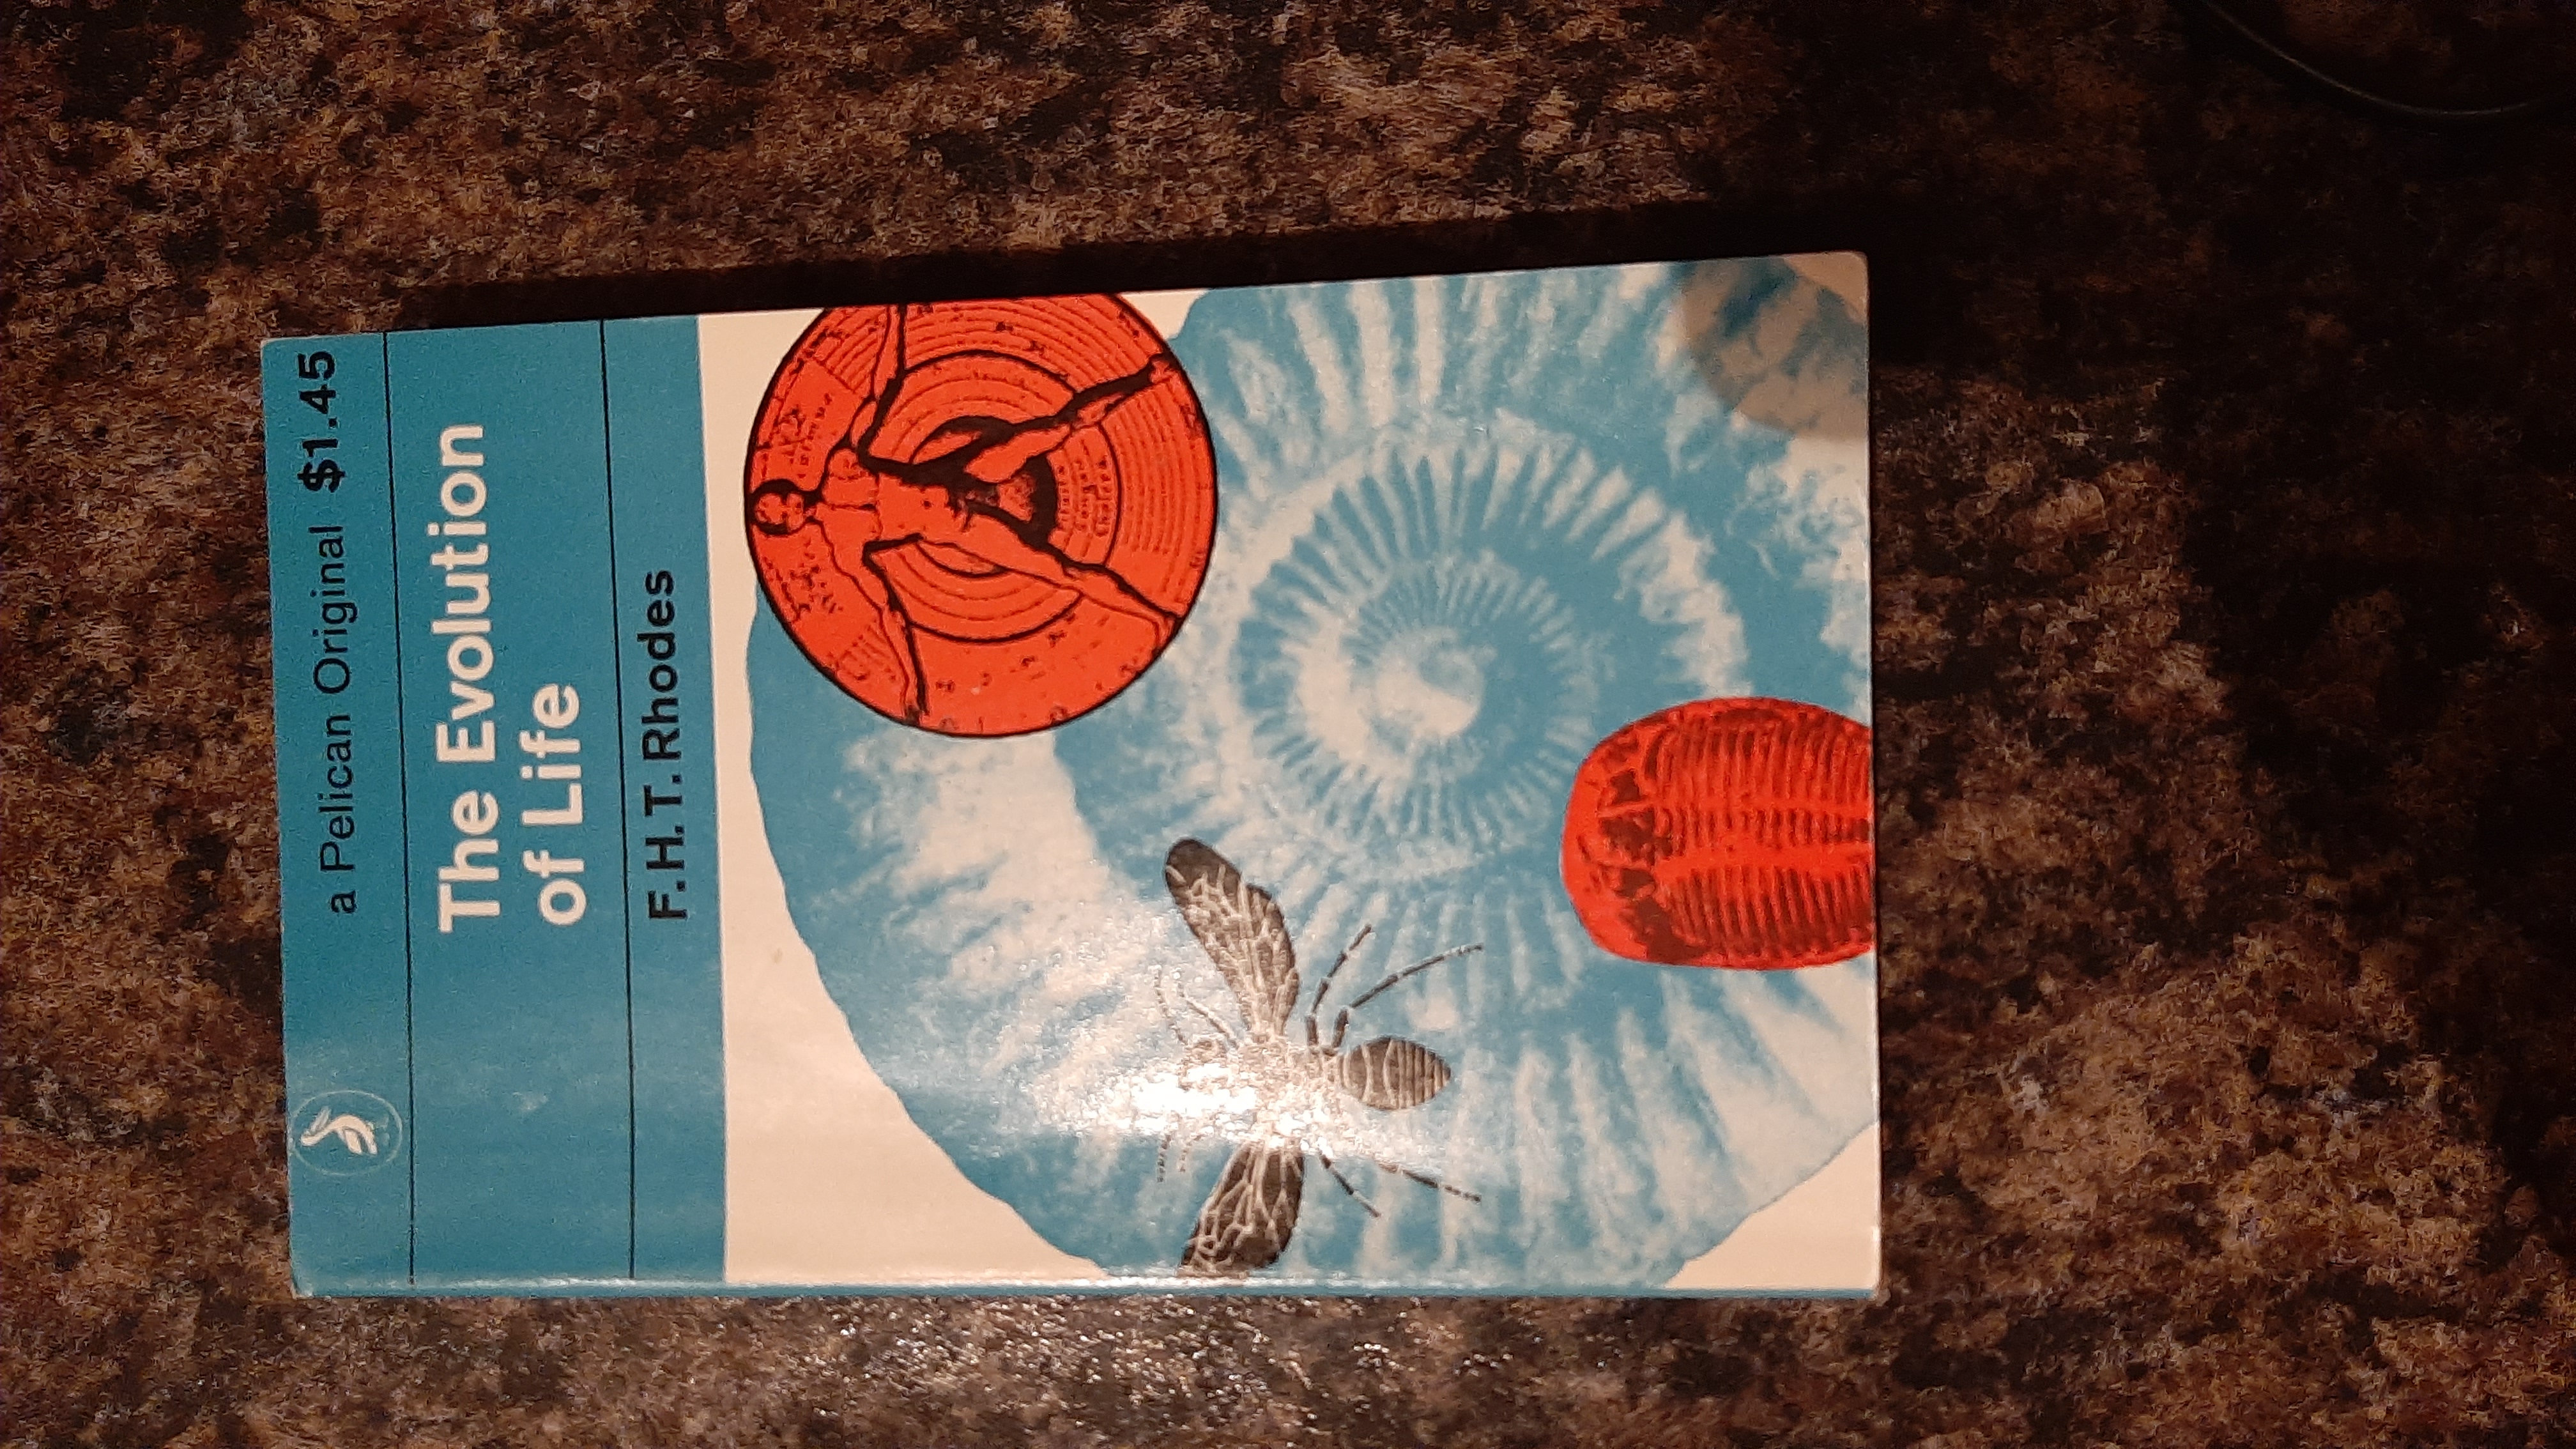 a Pelican Original $1.45
The Evolution
of Life
F.H.T.Rhodes